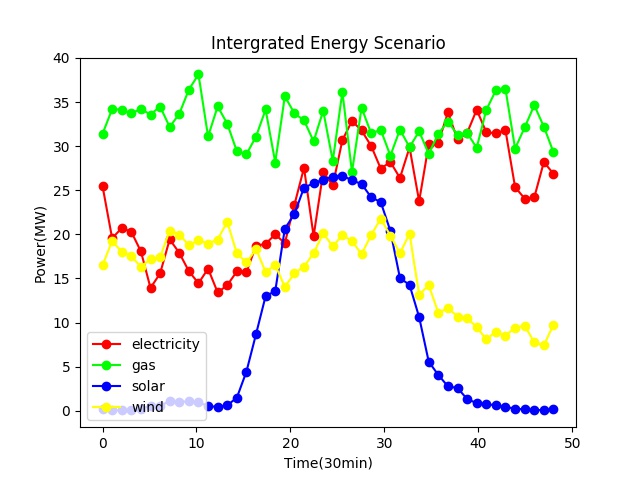 Intergrated Energy Scenario
40
35
30
25
20
15
10
5
0
Power(MW)
electricity
gas
solar
wind
0 10 20 30 40 50
Time(30min)